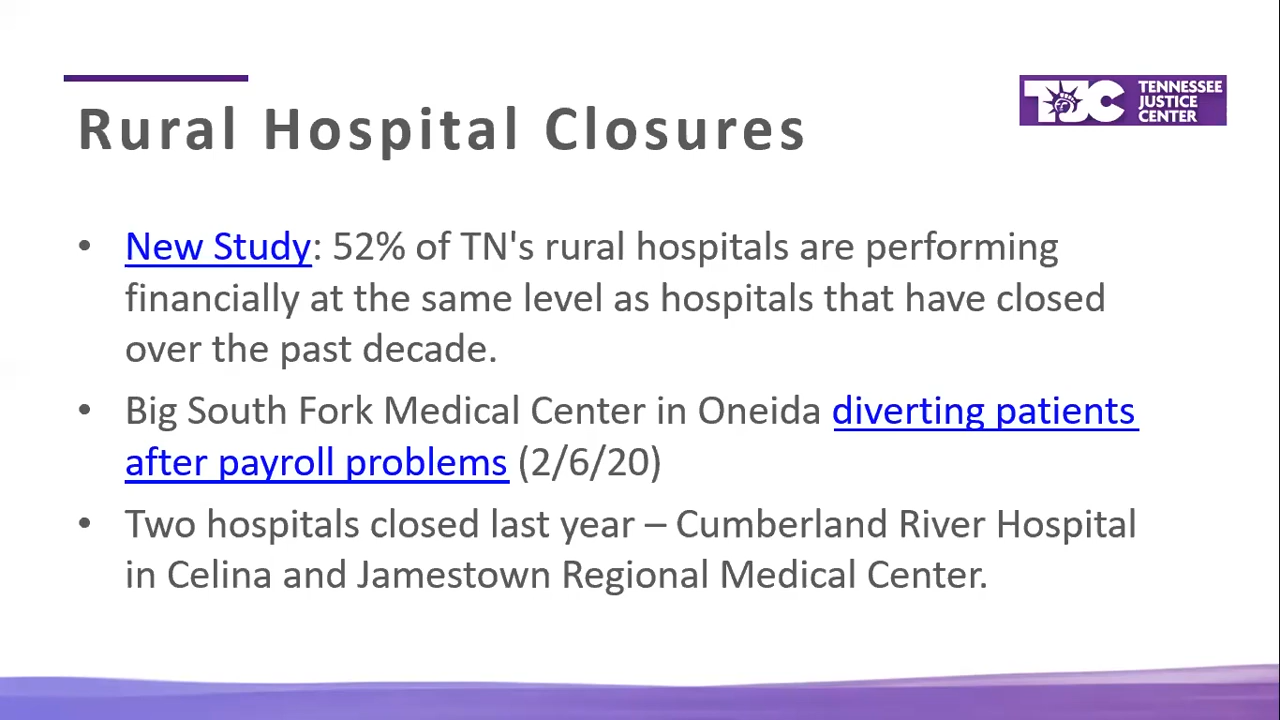 TJC TENNESSEE
JUSTICE
CENTER
Rural Hospital Closures
• New Study: 52% of TN's rural hospitals are performing
financially at the same level as hospitals that have closed
over the past decade.
• Big South Fork Medical Center in Oneida diverting patients
after payroll problems (2/6/20)
• Two hospitals closed last year – Cumberland River Hospital
in Celina and Jamestown Regional Medical Center.